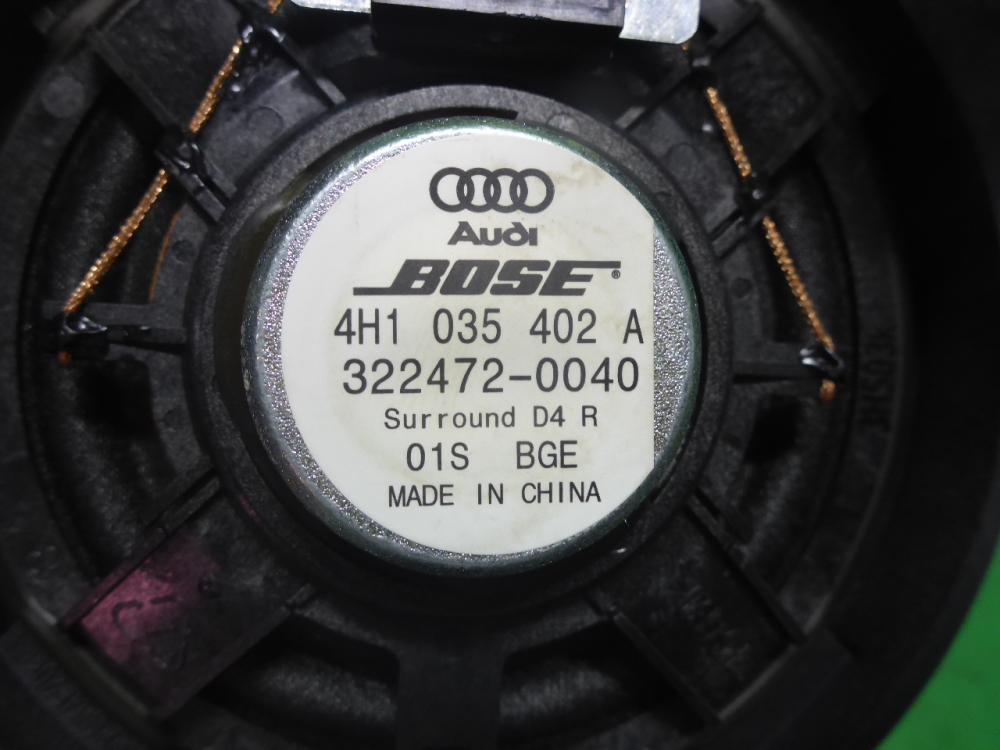 Audi
BOSE®
4H1 035 402 A
322472-0040
Surround D4 R
01S BGE
MADE IN CHINA